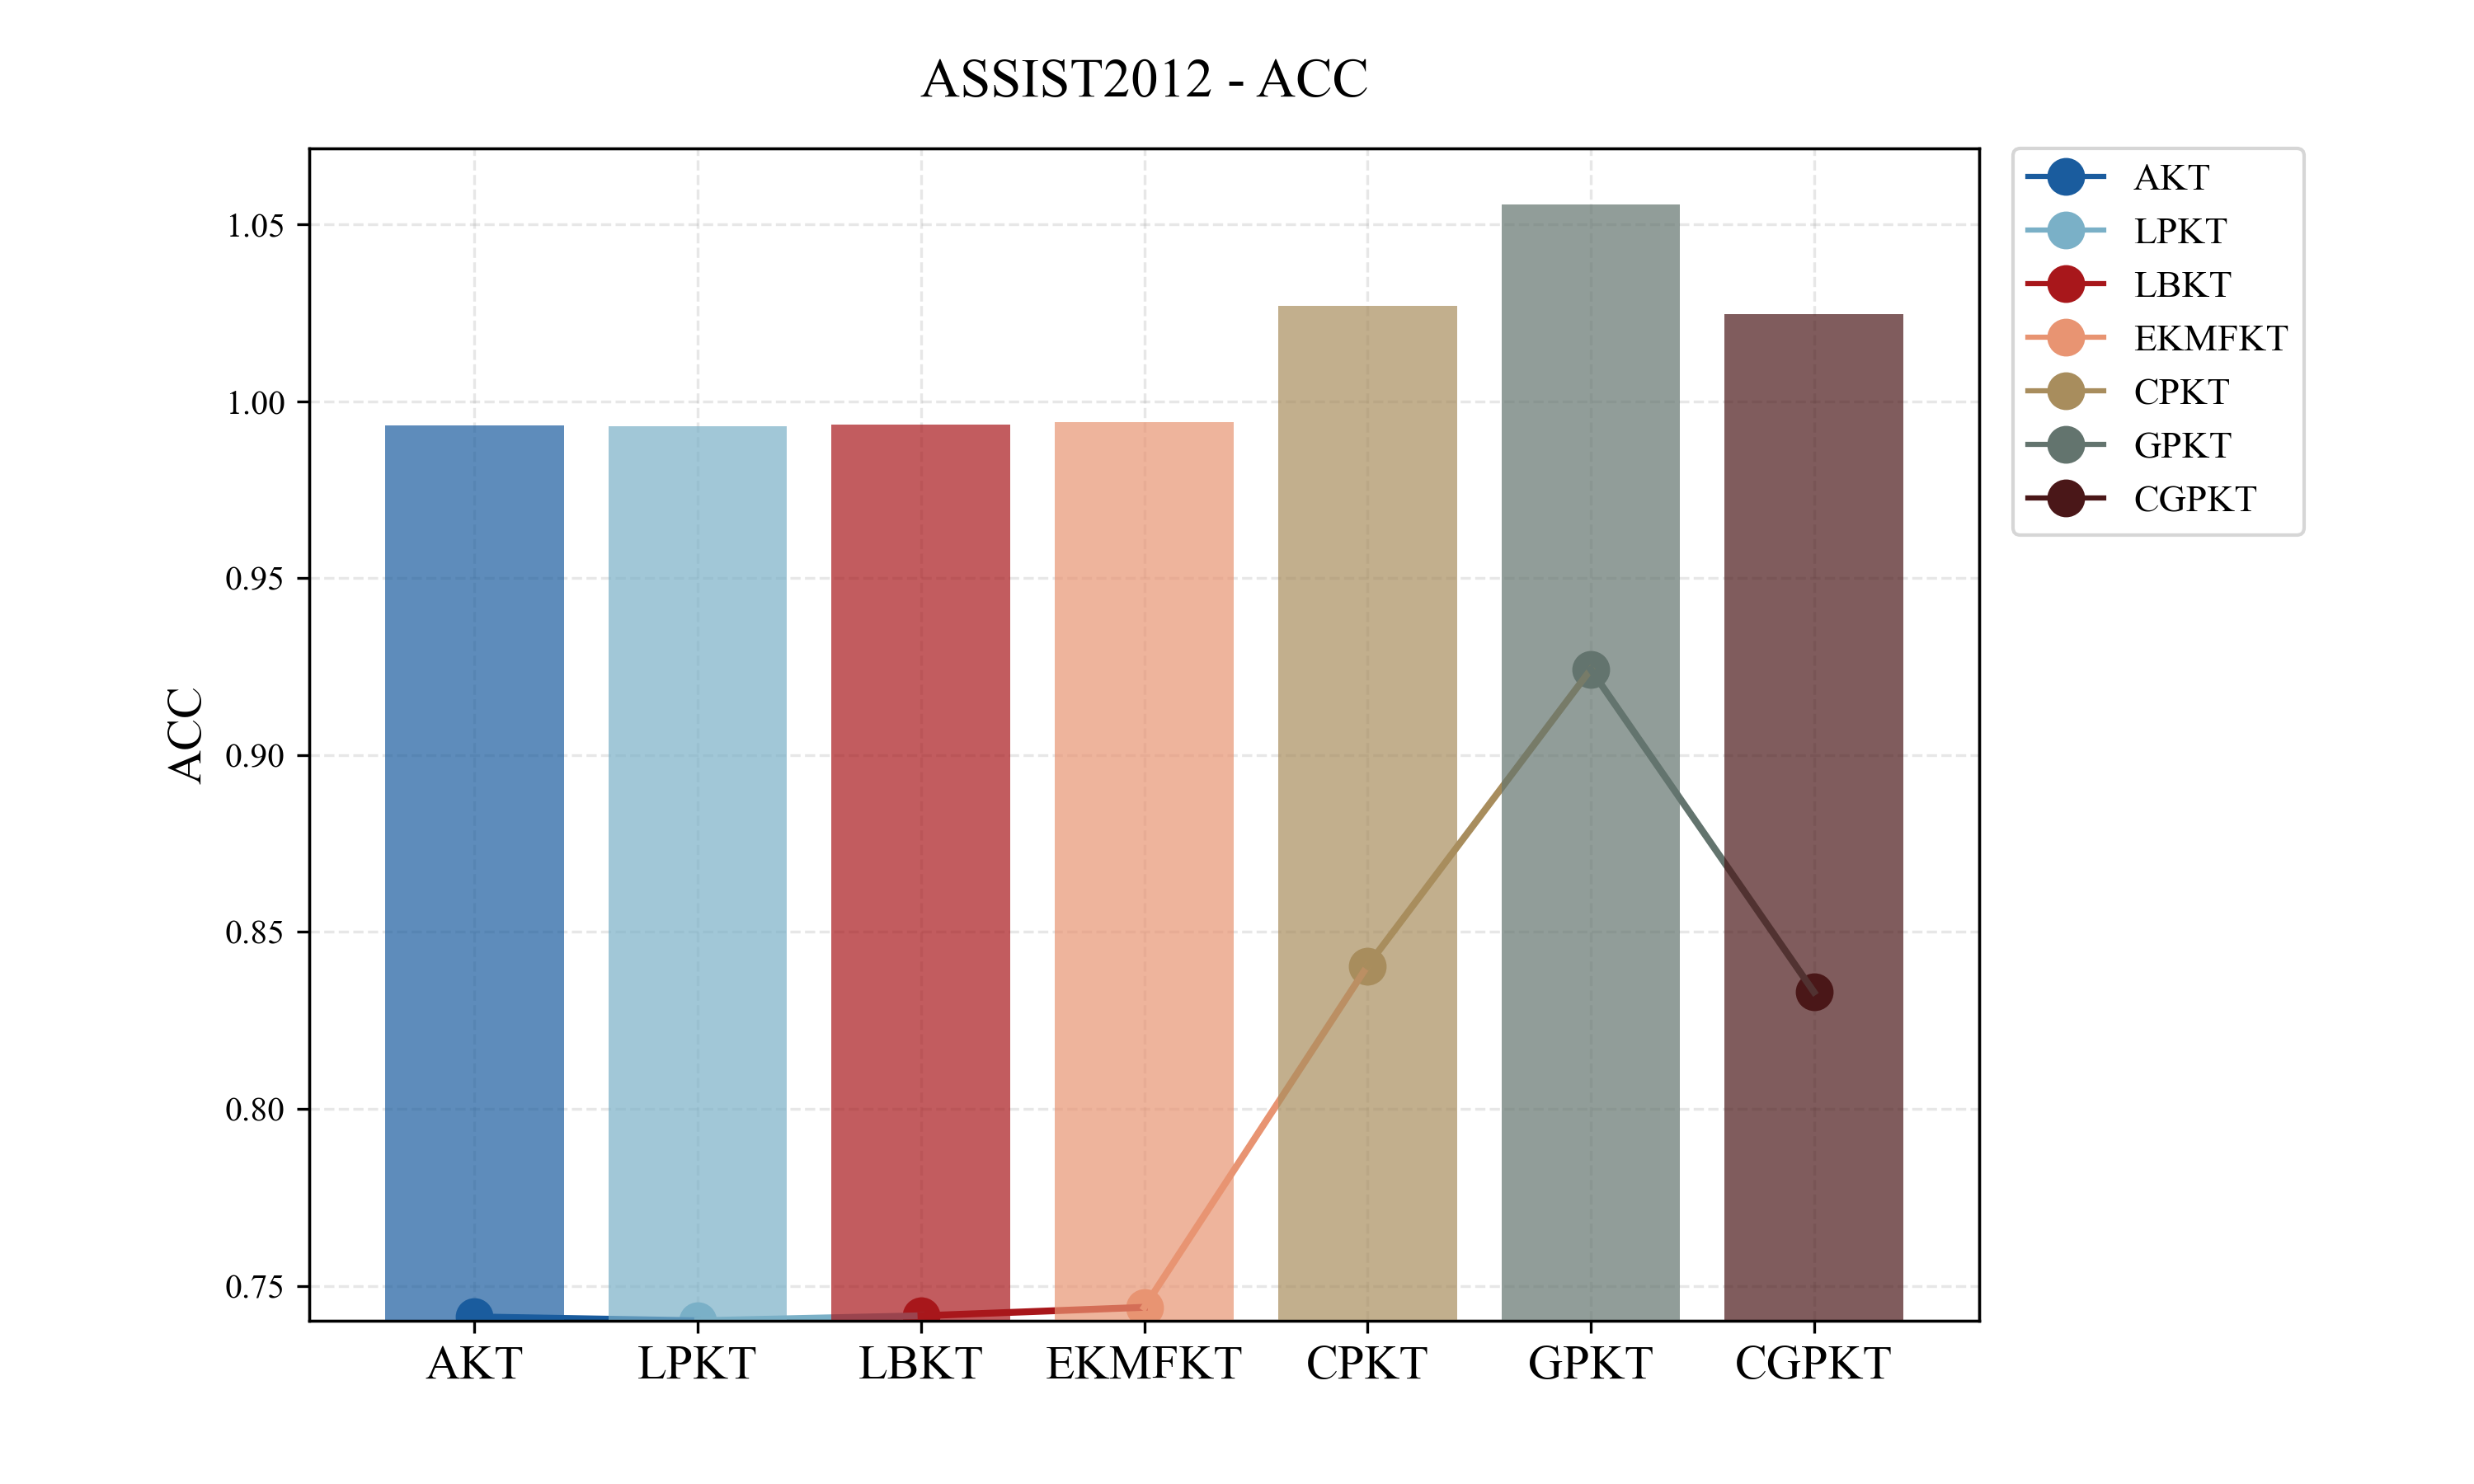 ASSIST2012 - ACC
ACC
1.05
1.00
0.95
0.90
0.85
0.80
0.75
AKT
LPKT
LBKT
EKMFKT
CPKT
GPKT
CGPKT
AKT
LPKT
LBKT
EKMFKT
CPKT
GPKT
CGPKT